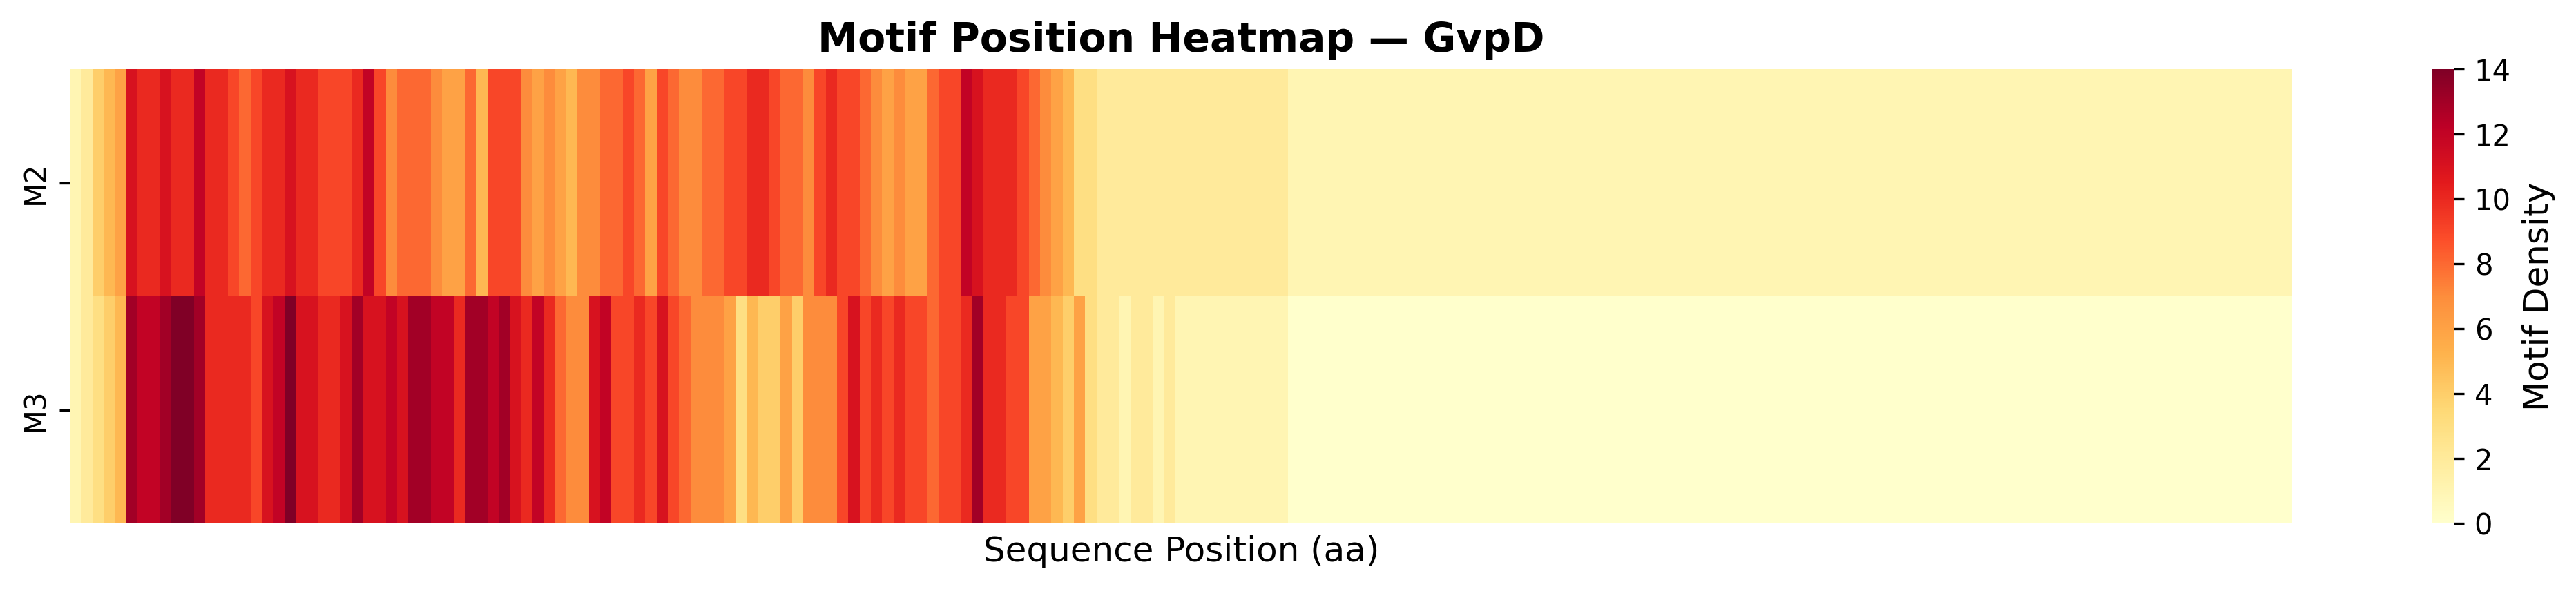 Motif Position Heatmap — GvpD
M2
M3
Sequence Position (aa)
14
12
10
8
6
4
2
0
Motif Density